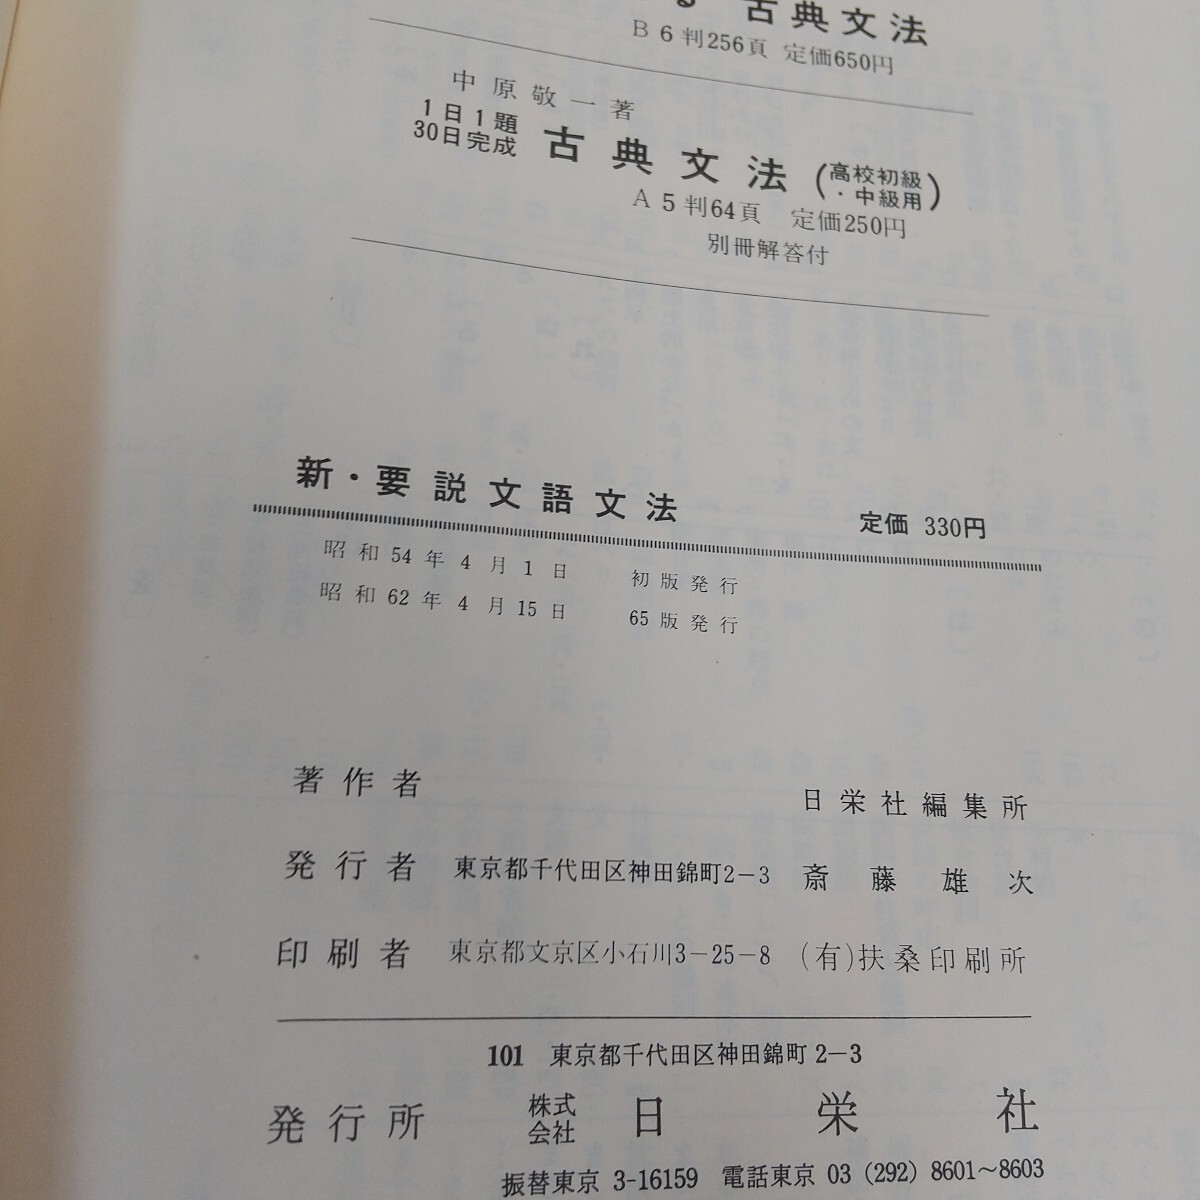 古典文法
B6判256頁 定価650円
中原敬一著
1日1題
30日完成 古典文法 (高校初級・中級用)
A5判64頁 定価250円
別冊解答付
新・要説文語文法 定価 330円
昭和54年4月1日 初版発行
昭和62年4月15日 65版発行
著作者 日栄社編集所
発行者 東京都千代田区神田錦町2-3 斎藤雄次
印刷者 東京都文京区小石川3-25-8 (有)扶桑印刷所
101 東京都千代田区神田錦町2-3
発行所 株式会社 日栄社
振替東京 3-16159 電話東京 03 (292) 8601〜8603